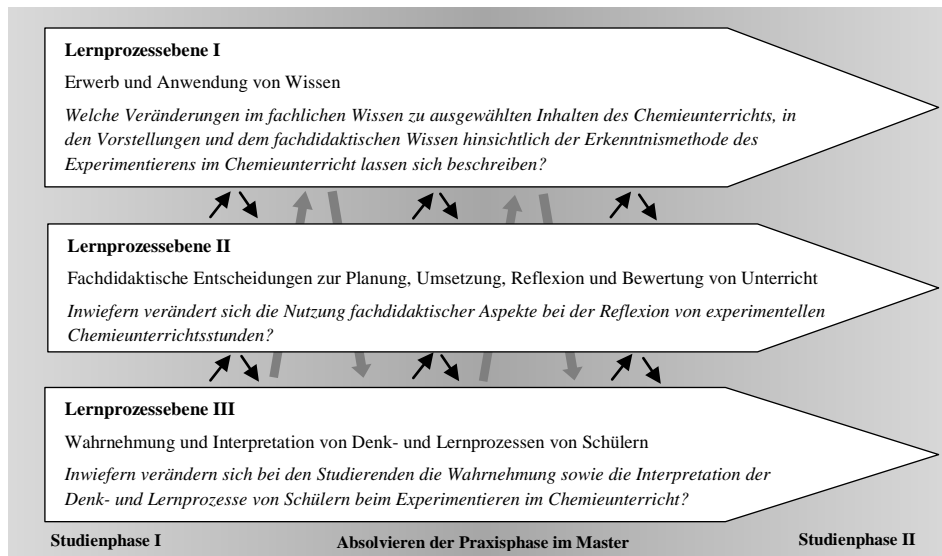 Lernprozessebene I
Erwerb und Anwendung von Wissen
Welche Veränderungen im fachlichen Wissen zu ausgewählten Inhalten des Chemieunterrichts, in
den Vorstellungen und dem fachdidaktischen Wissen hinsichtlich der Erkenntnismethode des
Experimentierens im Chemieunterricht lassen sich beschreiben?
Lernprozessebene II
Fachdidaktische Entscheidungen zur Planung, Umsetzung, Reflexion und Bewertung von Unterricht
Inwiefern verändert sich die Nutzung fachdidaktischer Aspekte bei der Reflexion von experimentellen
Chemieunterrichtsstunden?
Lernprozessebene III
Wahrnehmung und Interpretation von Denk- und Lernprozessen von Schülern
Inwiefern verändern sich bei den Studierenden die Wahrnehmung sowie die Interpretation der
Denk- und Lernprozesse von Schülern beim Experimentieren im Chemieunterricht?
Studienphase I Absolvieren der Praxisphase im Master Studienphase II